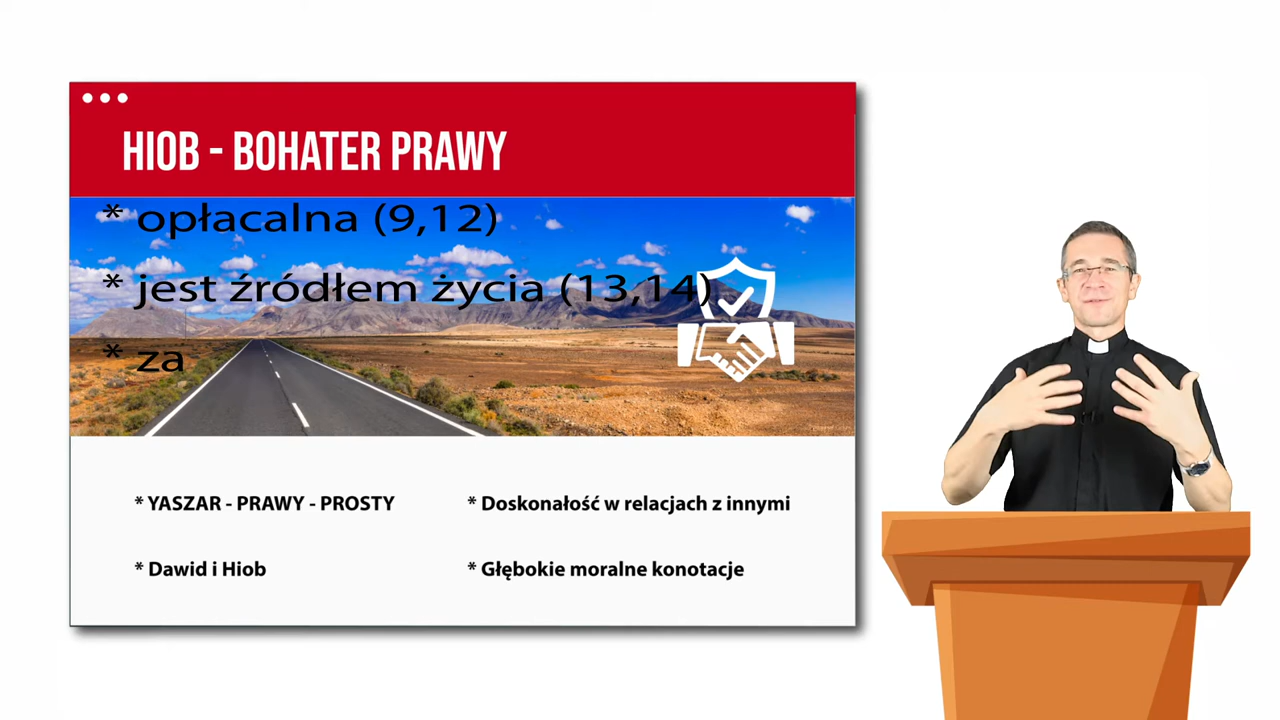 HIOB - BOHATER PRAWY
* opłacalna (9,12)
* jest źródłem życia (13,14)
* za
* YASZAR - PRAWY - PROSTY
* Doskonałość w relacjach z innymi
* Dawid i Hiob
* Głębokie moralne konotacje